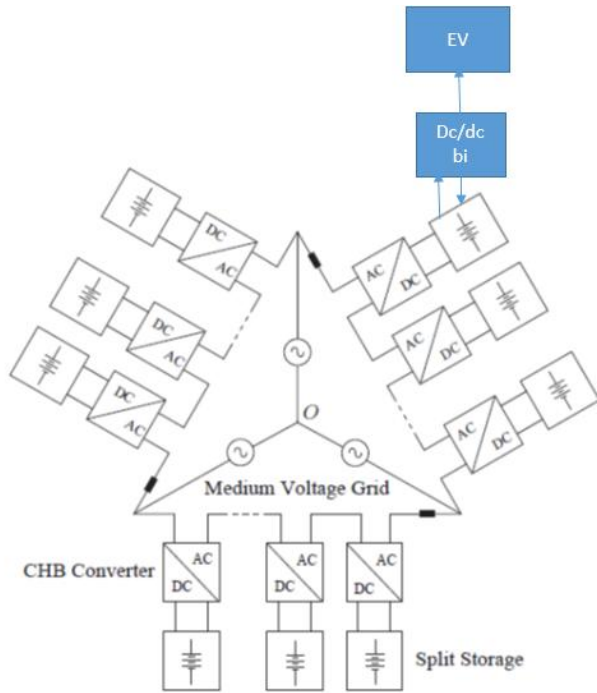 EV
Dc/dc
bi
DC
AC
AC
DC
DC
AC
AC
DC
DC
AC
AC
DC
O
Medium Voltage Grid
CHB Converter
AC
DC
AC
DC
AC
DC
Split Storage